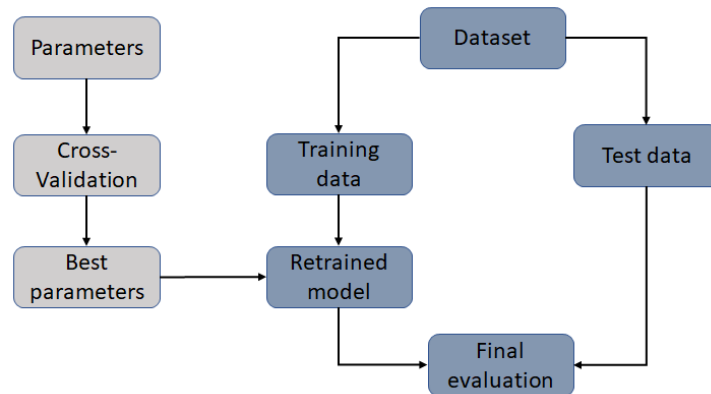 Parameters
Dataset
Cross-
Validation
Training
data
Test data
Best
parameters
Retrained
model
Final
evaluation